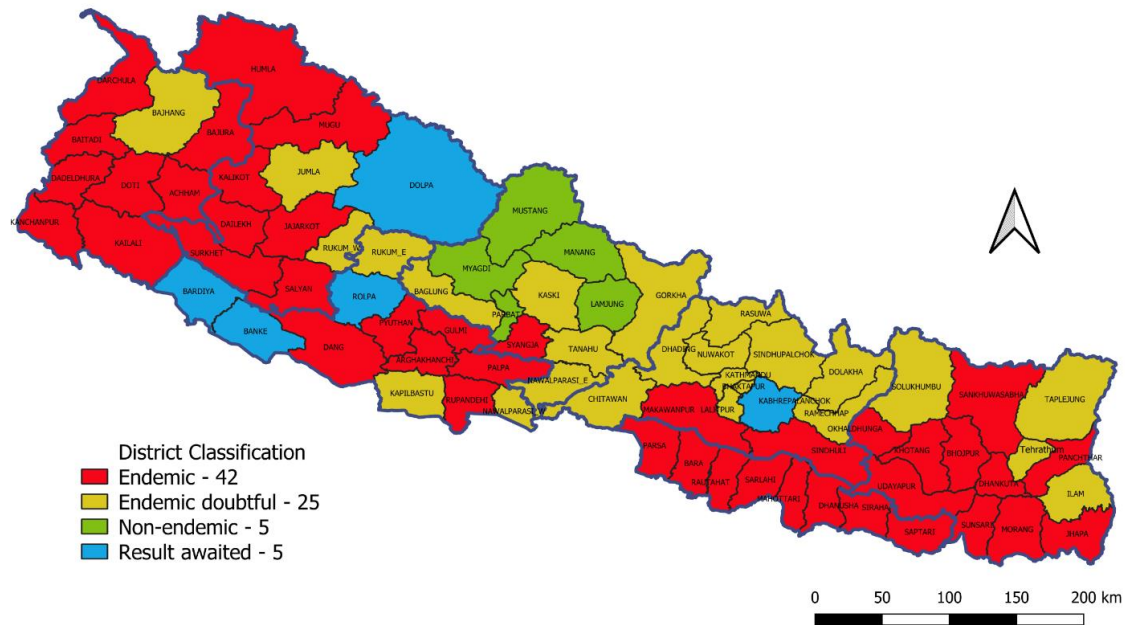 HUMLA
DARCHULA
BAJHANG
MUGU
BAITADI
BAJURA
JUMLA
DADELDHURA
DOTI
ACHHAM
KALIKOT
DOLPA
KANCHANPUR
DAILEKH
JAJARKOT
MUSTANG
KAILALI
SURKHET
RUKUM_W
RUKUM_E
MANANG
MYAGDI
SALYAN
BARDIYA
ROLPA
BAGLUNG
KASKI
LAMJUNG
GORKHA
PARBAT
BANKE
PYUTHAN
GULMI
RASUWA
DANG
SYANGJA
TANAHU
DHADING
NUWAKOT
SINDHUPALCHOK
ARGHAKHANCHI
PALPA
DOLAKHA
SOLUKHUMBU
KATHMANDU
NAWALPARASI_E
BHAKTAPUR
KAPILBASTU
RUPANDEHI
CHITAWAN
KABHREPALANCHOK
SANKHUWASABHA
TAPLEJUNG
NAWALPARASI_W
MAKAWANPUR
LALITPUR
RAMECHHAP
OKHALDHUNGA
PARSA
SINDHULI
KHOTANG
BHOJPUR
Tehrathum
PANCHTHAR
BARA
RAUTAHAT
SARLAHI
UDAYAPUR
DHANKUTA
MAHOTTARI
DHANUSHA
SIRAHA
ILAM
SAPTARI
SUNSARI
MORANG
JHAPA
District Classification
Endemic - 42
Endemic doubtful - 25
Non-endemic - 5
Result awaited - 5
0 50 100 150 200 km